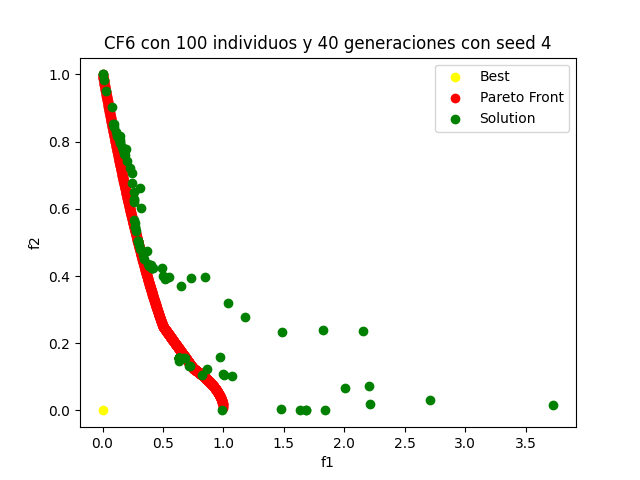 CF6 con 100 individuos y 40 generaciones con seed 4
1.0
0.8
0.6
0.4
0.2
0.0
f2
Best
Pareto Front
Solution
0.0 0.5 1.0 1.5 2.0 2.5 3.0 3.5
f1